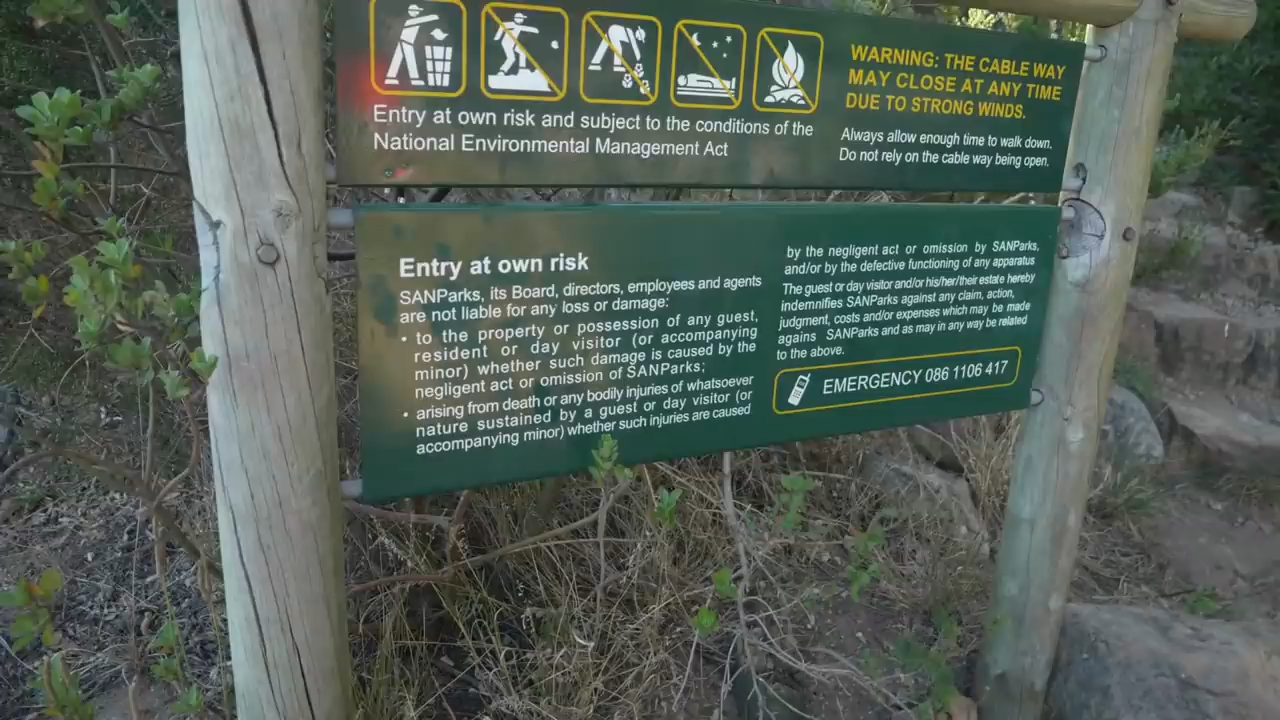 WARNING: THE CABLE WAY
MAY CLOSE AT ANY TIME
DUE TO STRONG WINDS.
Entry at own risk and subject to the conditions of the
National Environmental Management Act
Always allow enough time to walk down.
Do not rely on the cable way being open.
Entry at own risk
SANParks, its Board, directors, employees and agents
are not liable for any loss or damage:
• to the property or possession of any guest,
resident or day visitor (or accompanying
minor) whether such damage is caused by the
negligent act or omission of SANParks;
• arising from death or any bodily injuries of whatsoever
nature sustained by a guest or day visitor (or
accompanying minor) whether such injuries are caused
by the negligent act or omission by SANParks,
and/or by the defective functioning of any apparatus
The guest or day visitor and/or his/her/their estate hereby
indemnifies SANParks against any claim, action,
judgment, costs and/or expenses which may be made
agains SANParks and as may in any way be related
to the above.
EMERGENCY 086 1106 417